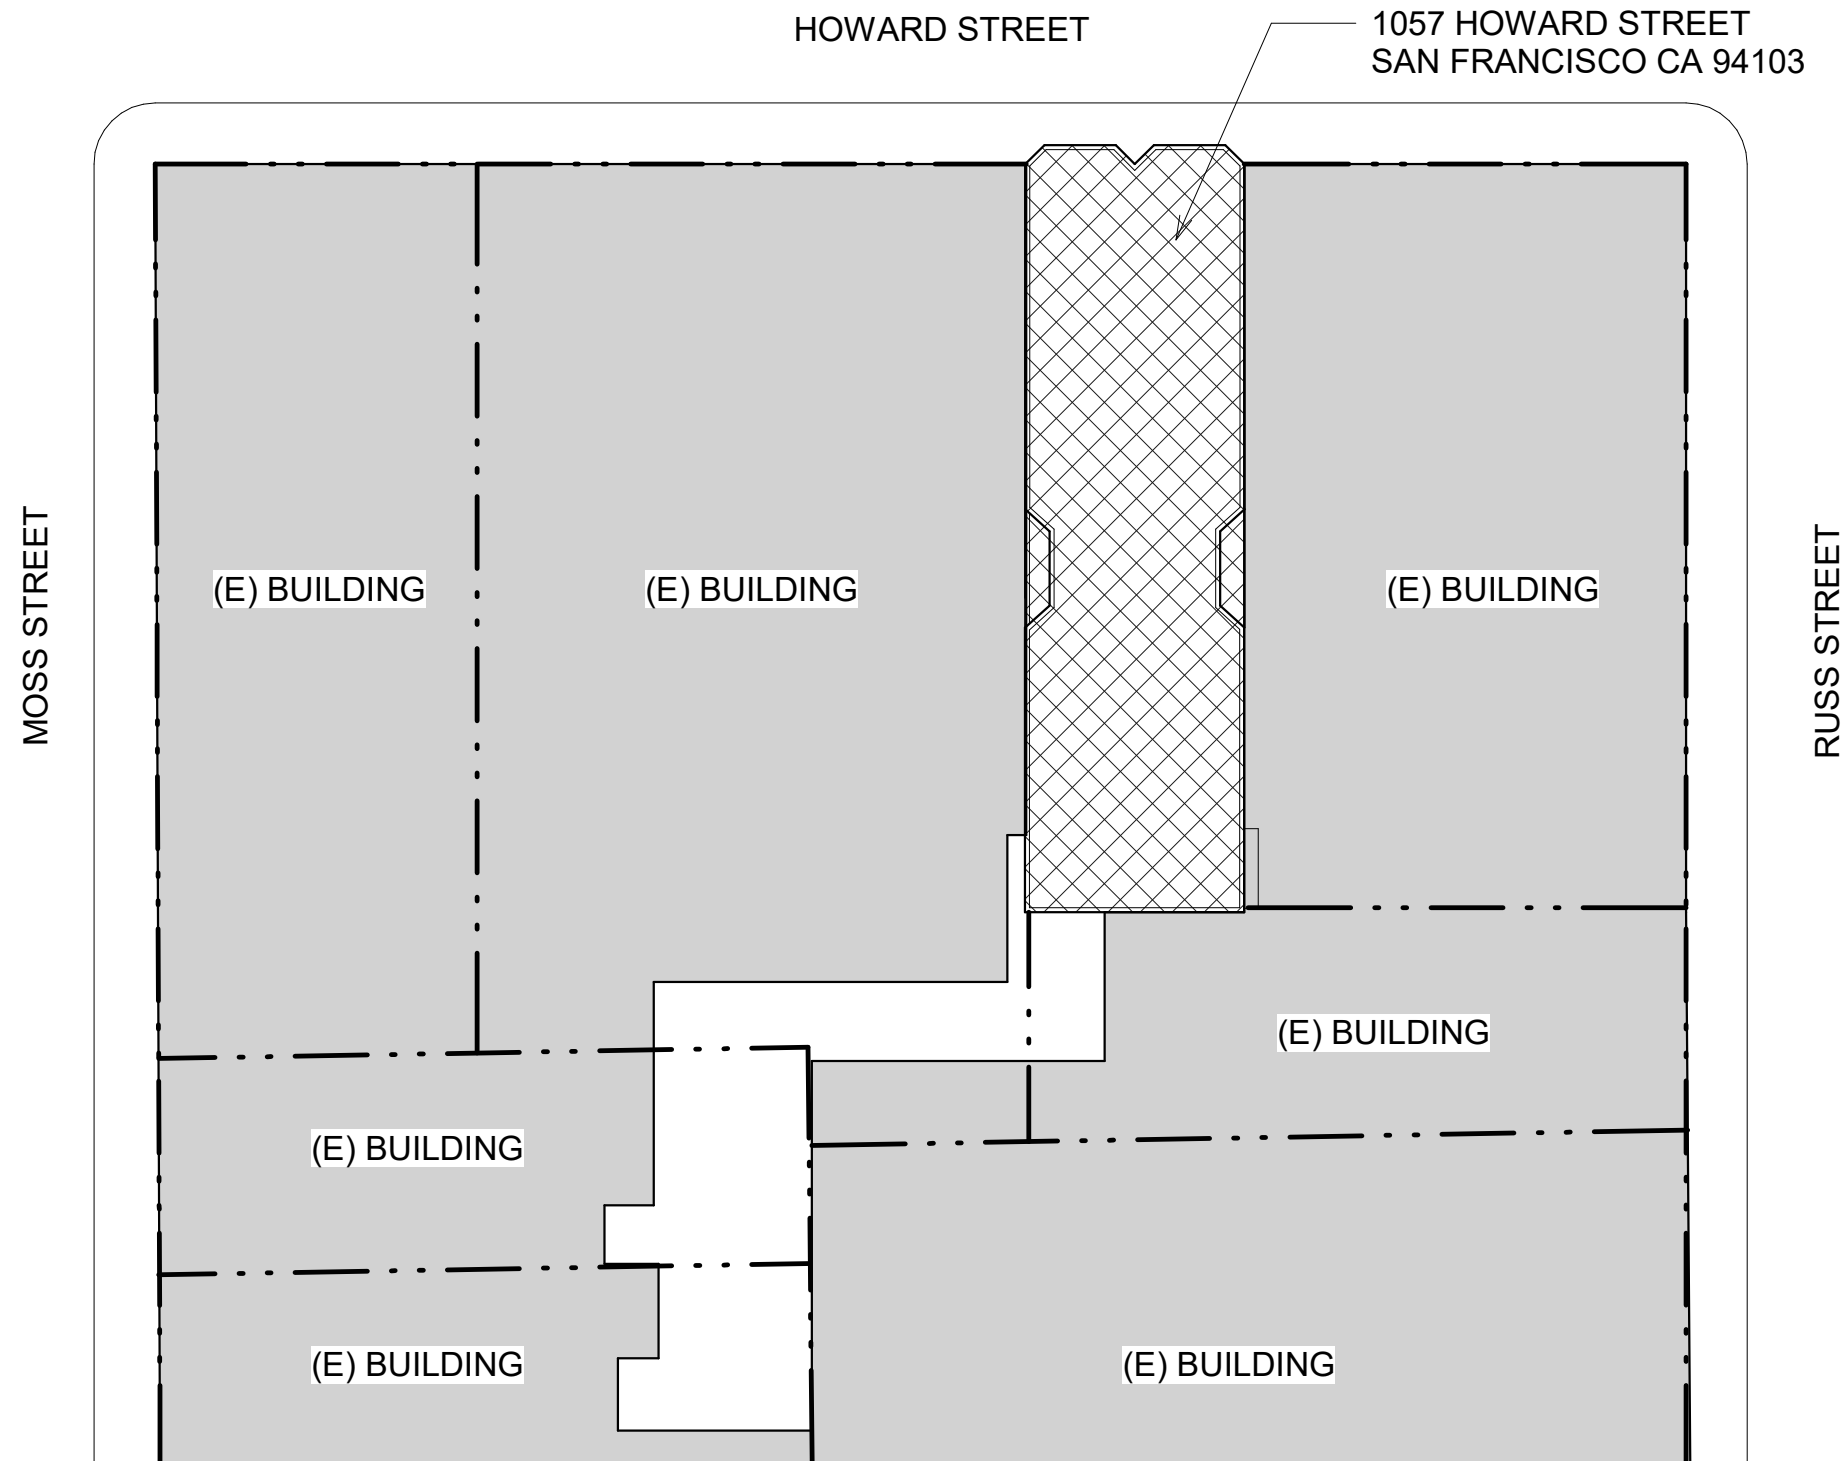 HOWARD STREET
1057 HOWARD STREET
SAN FRANCISCO CA 94103
MOSS STREET
(E) BUILDING
(E) BUILDING
(E) BUILDING
RUSS STREET
(E) BUILDING
(E) BUILDING
(E) BUILDING
(E) BUILDING